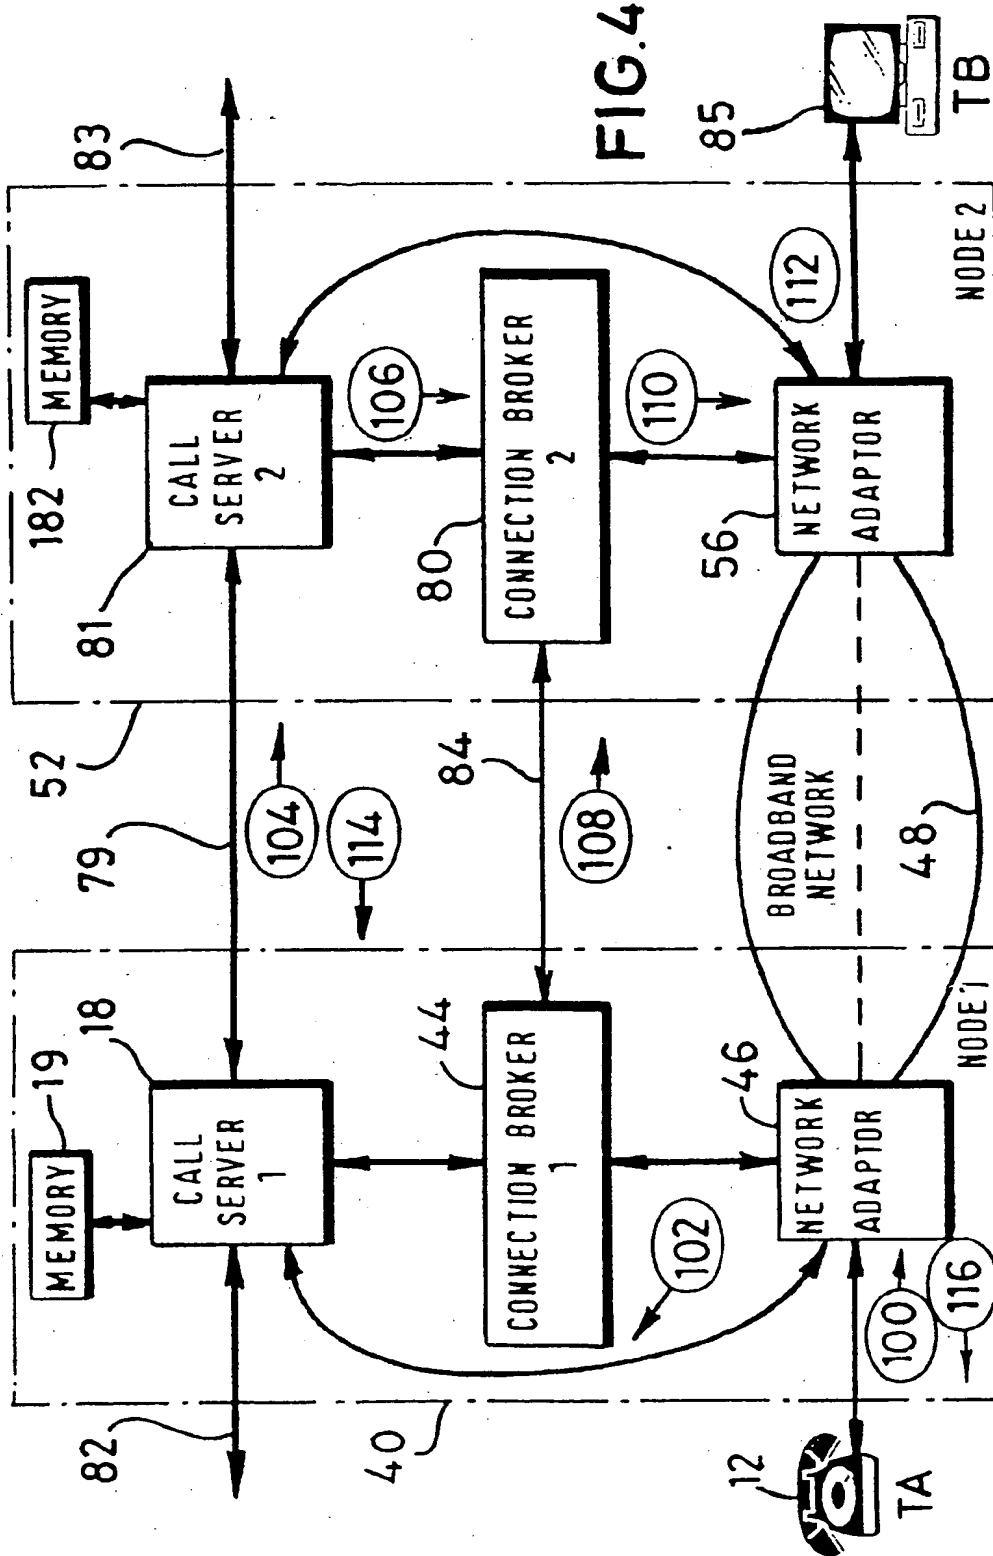 FIG.4
82
18
19
MEMORY
CALL
SERVER
1
79
104
114
52
81
182
MEMORY
CALL
SERVER
2
83
40
44
CONNECTION BROKER
1
102
84
108
80
CONNECTION BROKER
2
106
110
12
TA
100
116
46
NETWORK
ADAPTOR
NODE 1
BROADBAND
NETWORK
48
56
NETWORK
ADAPTOR
112
NODE 2
85
TB